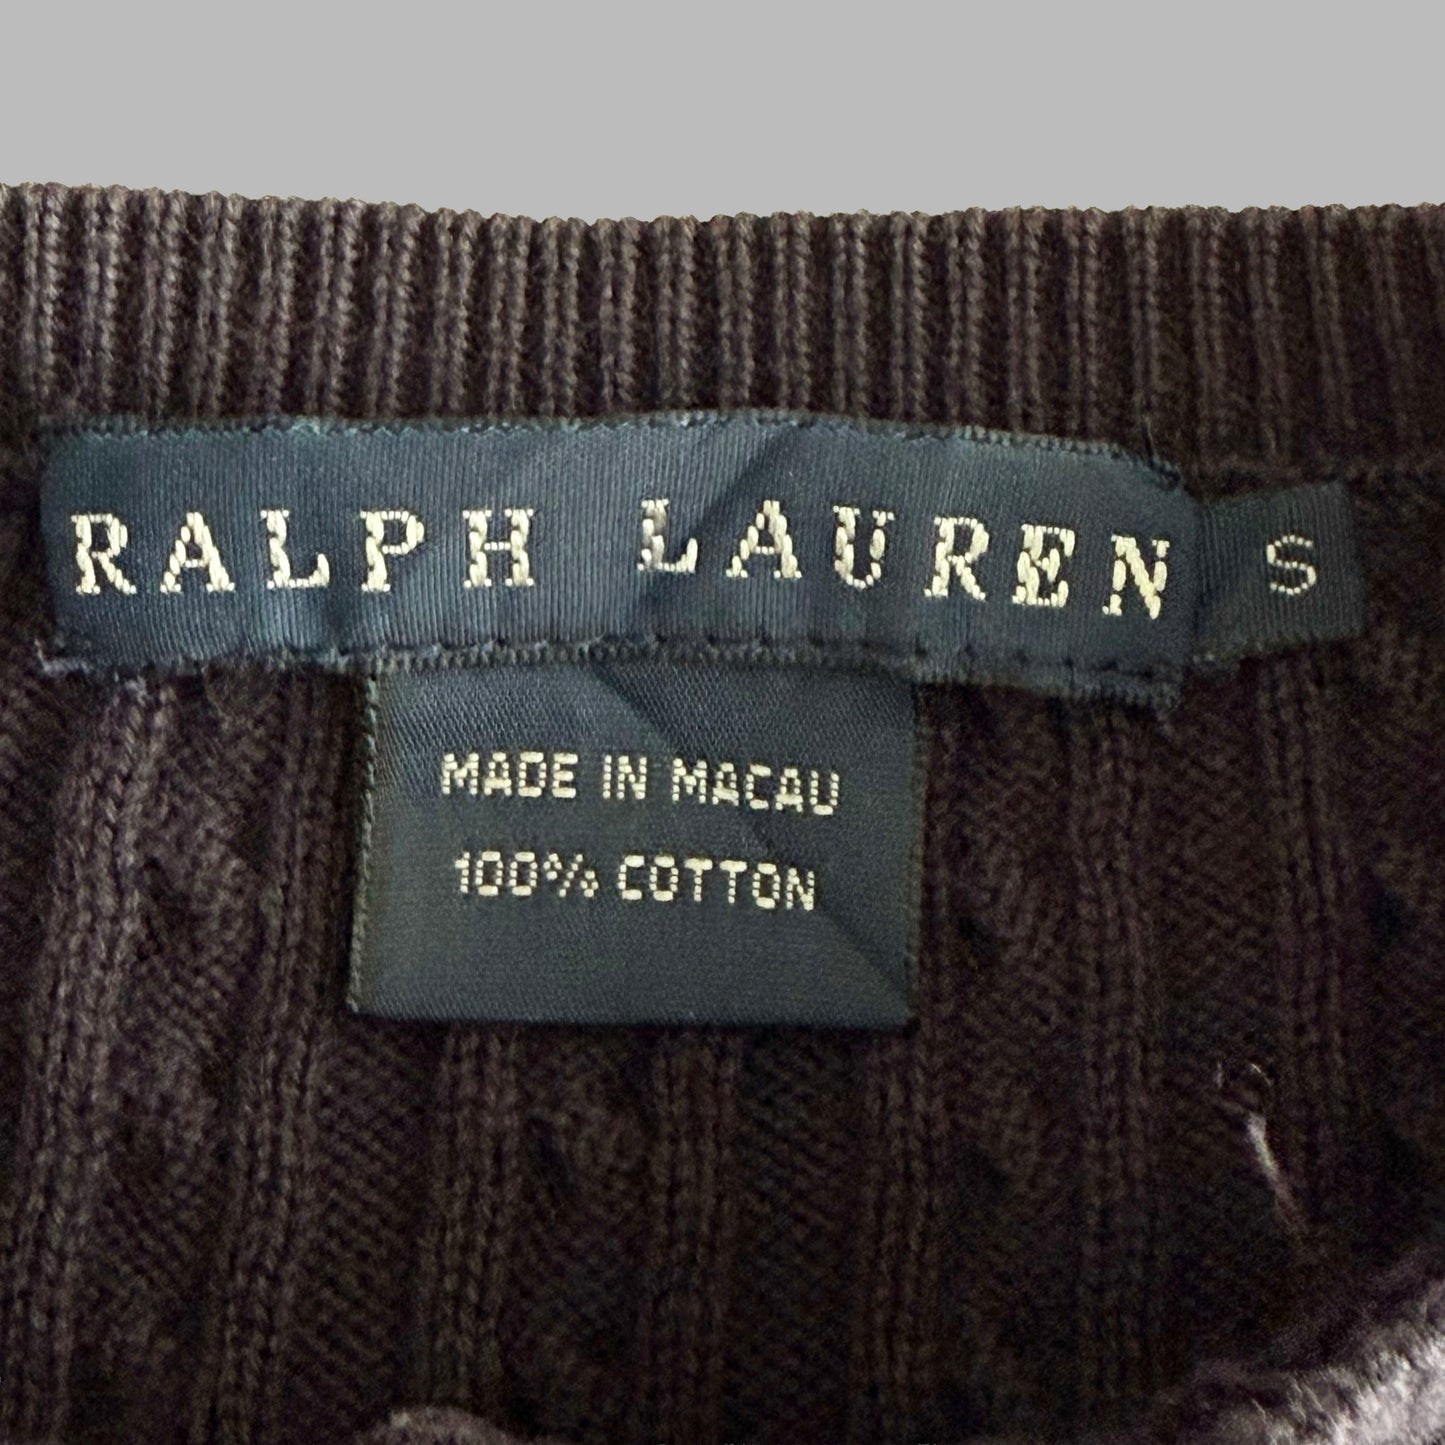 RALPH LAUREN S
MADE IN MACAU
100% COTTON